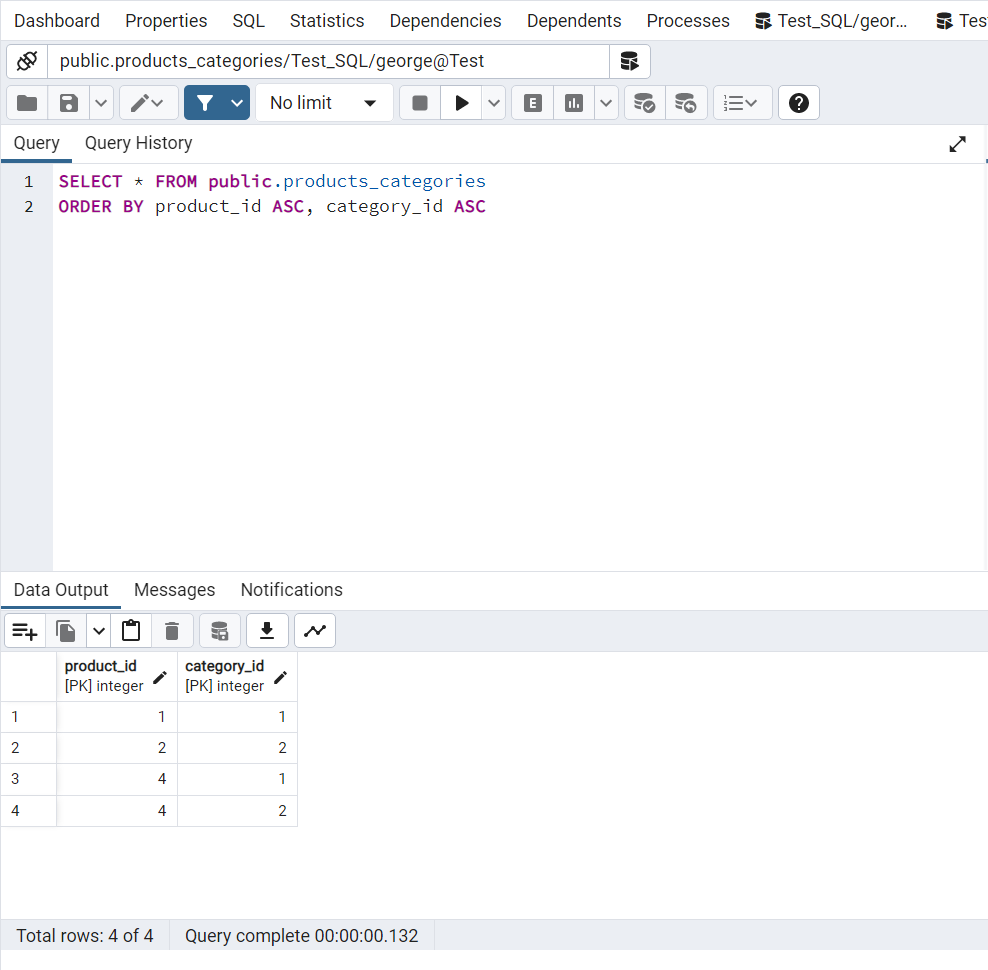 Dashboard Properties SQL Statistics Dependencies Dependents Processes Test_SQL/geor... Tes
public.products_categories/Test_SQL/george@Test
No limit E
Query Query History
1 SELECT * FROM public.products_categories
2 ORDER BY product_id ASC, category_id ASC
Data Output Messages Notifications
product_id category_id
[PK] integer [PK] integer
1 1 1
2 2 2
3 4 1
4 4 2
Total rows: 4 of 4 Query complete 00:00:00.132